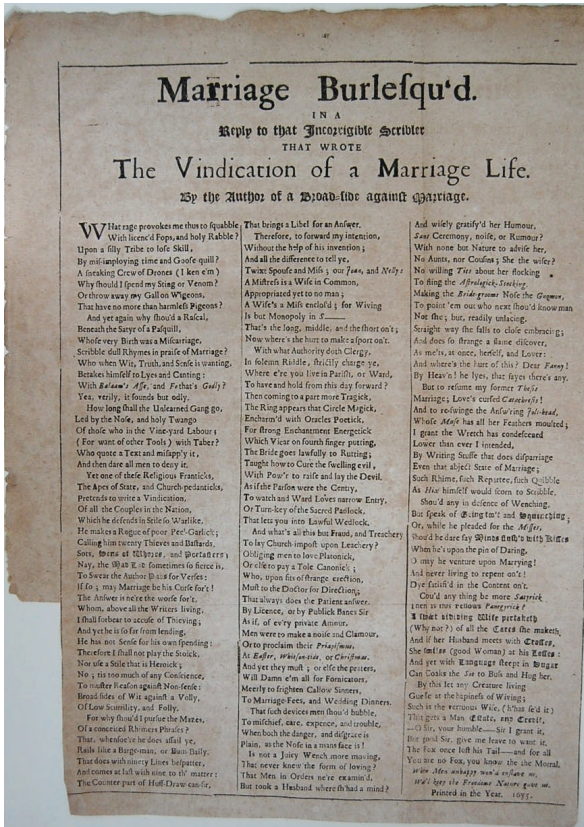 Marriage Burleſqu'd.
IN A
Reply to that Incorrigible Scribler
THAT WROTE
The Vindication of a Marriage Life.
By the Author of a Broad-ſide againſt Marriage.
WHat rage provokes me thus to squabble
With licenc'd Fops, and holy Rabble?
Upon a ſilly Tribe to loſe Skill,
By miſ-imploying time and Gooſe-quill?
A ſneaking Crew of Drones (I ken e'm)
Why ſhould I ſpend my Sting or Venom?
Or throw away my Gall on Wigeons,
That have no more than harmleſs Pigeons?
And yet again why ſhou'd a Raſcal,
Beneath the Satyr of a Paſquill,
Whoſe very Birth was a Miſcarriage,
Scribble dull Rhymes in praiſe of Marriage?
Who when Wit, Truth, and Senſe is wanting,
Betakes himſelf to Lyes and Canting:
With Balaam's Aſſe, and Fothat's Godly?
Yea, verily, it ſounds but odly.
How long ſhall the Unlearned Gang go,
Led by the Noſe, and holy Twango
Of thoſe who in the Vine-yard Labour;
(For want of other Tools) with Taber?
Who quote a Text and miſapp'y it,
And then dare all men to deny it.
Yet one of theſe Religious Franticks,
The Apes of State, and Church-pedanticks,
Pretends to write a Vindication,
Of all the Couples in the Nation,
Which he defends in Stile ſo Warlike,
He makes a Rogue of poor Peel-Garlick;
Calling him twenty Thieves and Baſtards,
Sots, Sons of Whores, and Poetaſters;
Nay, the ſometimes ſo fierce is,
To Swear the Author for Verſes:
If ſo; may Marriage be his Curſe for't!
The Anſwer is ne're the worſe for't.
Whom, above all the Writers living,
I ſhall forbear to accuſe of Thieving;
And yet he is ſo far from lending,
He has not Senſe for his own ſpending:
Therefore I ſhall not play the Stoick,
Nor uſe a Stile that is Heroick;
No; tis too much of any Conſcience,
To maſter Reaſon againſt Non-ſenſe:
Broad ſides of Wit againſt a Volly,
Of Low Scurrility, and Folly.
For why ſhou'd I purſue the Mazes,
Of a conceited Rhimers Phraſes?
That, whenſoe're he does aſſail ye,
Rails like a Barge-man, or Bum-Baily.
That does with ninety Lines beſpatter,
And comes at laſt with nine to th' matter:
The Counter-part of Huff-Draw-can-ſir,
That brings a Libel for an Anſwer.
Therefore, to forward my intention,
Without the help of his invention;
And all the difference to tell ye,
Twixt Spouſe and Miſs; our Joan, and Nelly:
A Miſtreſs is a Wife in Common,
Appropriated yet to no man;
A Wife's a Miſs enclos'd; for Wiving
Is but Monopoly in S——
That's the long, middle, and the ſhort on't;
Now where's the hurt to make a ſport on't.
With what Authority doth Clergy,
In ſolemn Riddle, ſtrictly charge ye,
Where e're you live in Pariſh, or Ward,
To have and hold from this day forward?
Then coming to a part more Tragick,
The Ring appears that Circle Magick,
Encharm'd with Oracles Poetick,
For ſtrong Enchantment Energetick
Which Vicar on fourth finger putting,
The Bride goes lawfully to Rutting;
Taught how to Cure the ſwelling evil,
With Pow'r to raiſe and lay the Devil.
As if the Parſon were the Centry,
To watch and Ward Loves narrow Entry,
Or Turn-key of the Sacred Padlock,
That lets you into Lawful Wedlock.
And what's all this but Fraud, and Treachery
To lay Church impoſt upon Leachery?
Obliging men to love Platonick,
Or elſe to pay a Tole Canonick;
Who, upon fits of ſtrange erection,
Muſt to the Doctor for Direction;
That always does the Patient anſwer.
By Licence, or by Publick Banes Sir
As if, of ev'ry private Amour,
Men were to make a noiſe and Clamour,
Or to proclaim their Priapiſmus,
At Eaſter, Whitſon-tide, or Chriſtmas.
And yet they muſt; or elſe the preters,
Will Damn e'm all for Fornicators,
Meerly to frighten Callow Sinners,
To Marriage-Fees, and Wedding Dinners.
That ſuch devices men ſhou'd bubble,
To miſchief, care, expence, and trouble,
When both the danger, and diſgrace is
Plain, as the Noſe in a mans face is!
Is not a Juicy Wench more moving,
That never knew the form of loving?
That Men in Orders ne're examin'd,
But took a Husband where ſh'had a mind?
And wiſely gratify'd her Humour,
Sans Ceremony, noiſe, or Rumour?
With none but Nature to adviſe her,
No Aunts, nor Couſins; She the wiſer?
No willing Tits about her flocking
To fling the Aſtrologick-Stocking.
Making the Bride-grooms Noſe the Gnomon,
To point 'em out who next ſhou'd know man
Not ſhe; but, readily unlacing,
Straight way ſhe falls to cloſe embracing;
And does ſo ſtrange a flame diſcover,
As melts, at once, herſelf, and Lover:
And where's the hurt of this? Dear Fanny!
By Heav'n! he lyes, that ſayes there's any.
But to reſume my former Theſis
Marriage; Love's curſed Catechreſis!
And to re-ſwinge the Anſw'ring Jole-head,
Whoſe Muſe has all her Feathers moulted;
I grant the Wretch has condeſcended
Lower than ever I intended,
By Writing Stuffe that does diſparage
Even that abject State of Marriage;
Such Rhime, ſuch Repartee, ſuch Quibble
As His himſelf would ſcorn to Scribble.
Shou'd any in defence of Wenching,
But ſpeak of and Quenching;
Or, while he pleaded for the Miſſes,
Shou'd he dare ſay Minds with Kiſſes
When he's upon the pin of Daring,
O may he venture upon Marrying!
And never living to repent on't!
Dye ſatisfi'd in the Content on't.
Cou'd any thing be more Satyrick
Then is this fellows Panegyrick?
I that dividing Wife pertaketh
(Why not?) of all the Cares ſhe maketh,
And if her Husband meets with Croſſes,
She ſmiles (good Woman) at his Loſſes:
And yet with Language ſteept in Sugar
Can Coaks the Sir to Buſs and Hug her.
By this let any Creature living
Gueſſe at the hapineſs of Wiving;
Such is the vertuous Wife, (h'has ſe'd it)
That gets a Man Eſtate, and Credit,
—O Sir, your humble—Sir I grant it,
But good Sir, give me leave to want it.
The Fox once loſt his Tail—and for all
You are no Fox, you know the Morral.
Wiſe Men unhappy wou'd enſlave us,
We'll keep the Freedome Nature gave us.
Printed in the Year. 1675.